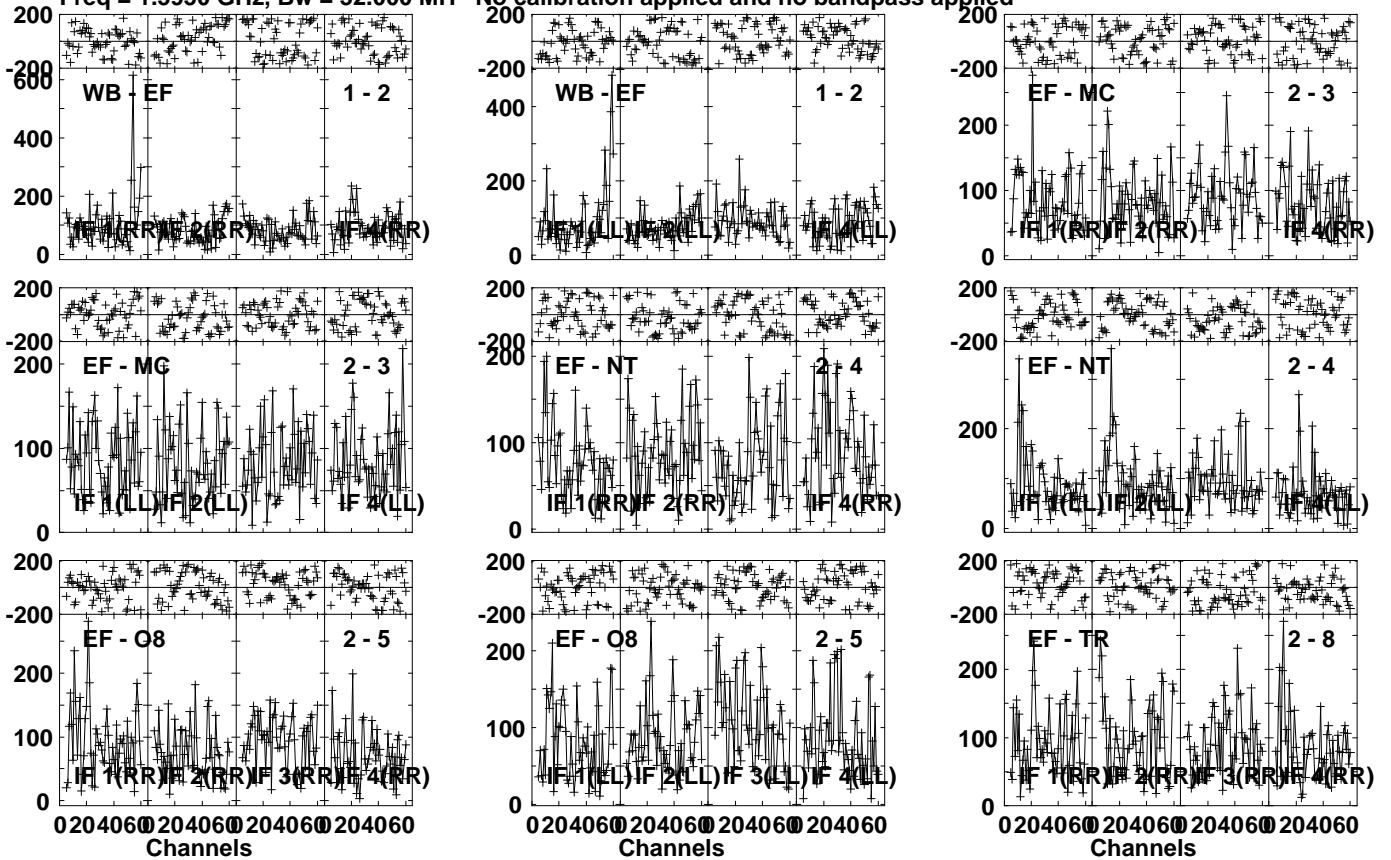 No calibration applied and no bandpass applied
200 200 200
-200 -200 -200
600 WB - EF 1 - 2 WB - EF 1 - 2 EF - MC 2 - 3
400 400 200
200 200 100
IF 1(RR) IF 2(RR) IF 4(RR) IF 1(LL) IF 2(LL) IF 4(LL) IF 1(RR) IF 2(RR) IF 4(RR)
0 0 0
200 200 200
-200 -200 -200
200 EF - MC 2 - 3 200 EF - NT 2 - 4 EF - NT 2 - 4
100 100 200
IF 1(LL) IF 2(LL) IF 4(LL) IF 1(RR) IF 2(RR) IF 4(RR) IF 1(LL) IF 2(LL) IF 4(LL)
0 0 0
200 200 200
-200 -200 -200
EF - O8 2 - 5 EF - O8 2 - 5 EF - TR 2 - 8
200 200 200
100 100 100
IF 1(RR) IF 2(RR) IF 3(RR) IF 4(RR) IF 1(LL) IF 2(LL) IF 3(LL) IF 4(LL) IF 1(RR) IF 2(RR) IF 3(RR) IF 4(RR)
0 0 0
0 20 40 60 0 20 40 60 0 20 40 60 0 20 40 60 0 20 40 60 0 20 40 60 0 20 40 60 0 20 40 60 0 20 40 60 0 20 40 60 0 20 40 60 0 20 40 60
Channels Channels Channels